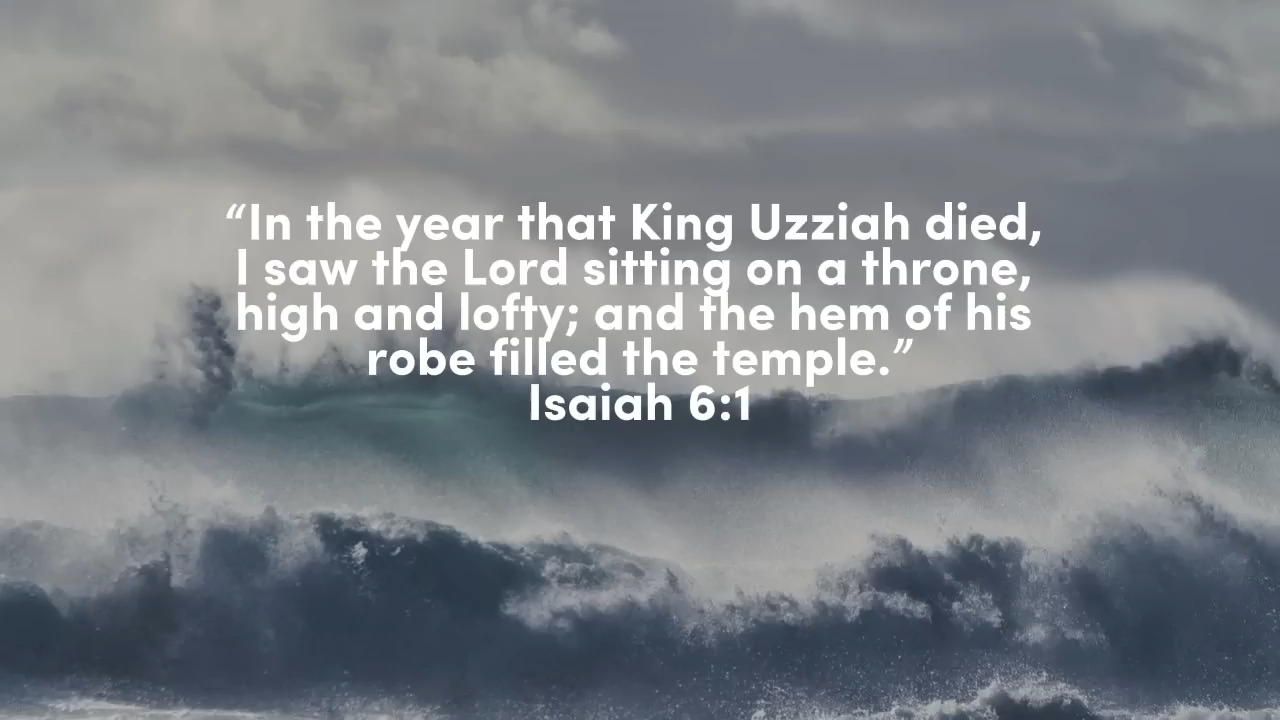 “In the year that King Uzziah died,
I saw the Lord sitting on a throne,
high and lofty; and the hem of his
robe filled the temple.”
Isaiah 6:1